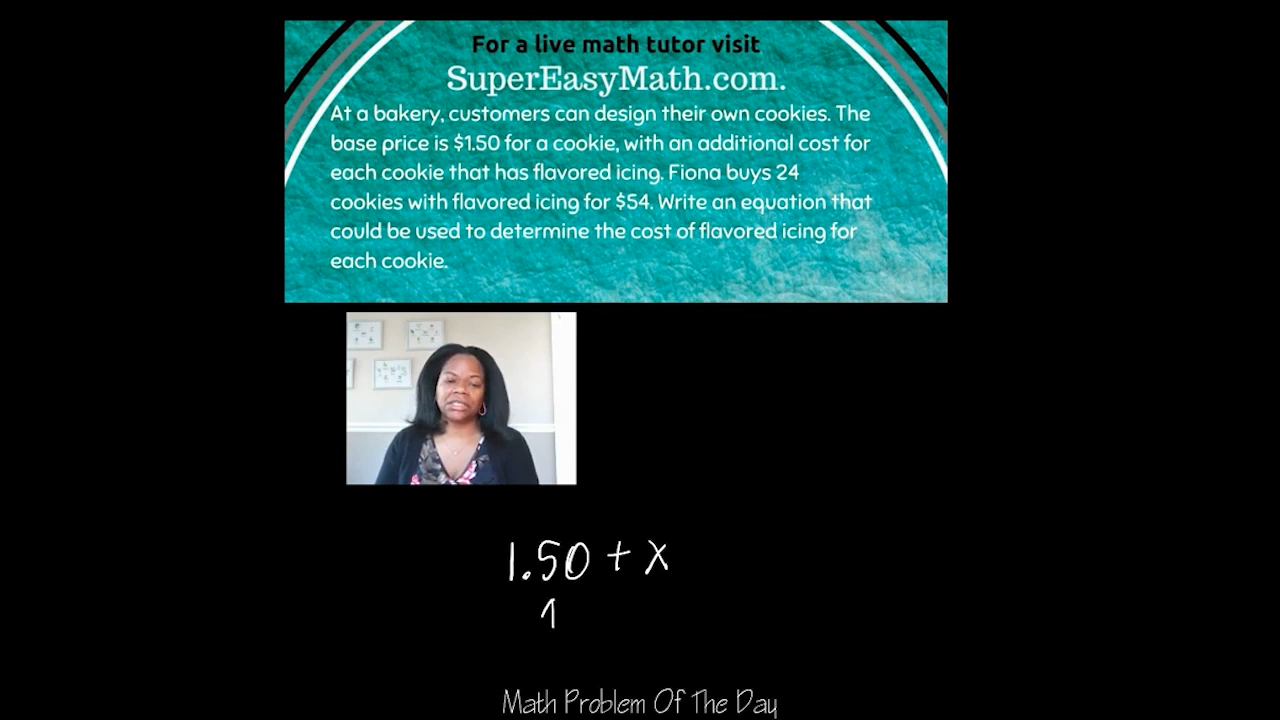 For a live math tutor visit
SuperEasyMath.com.
At a bakery, customers can design their own cookies. The
base price is $1.50 for a cookie, with an additional cost for
each cookie that has flavored icing. Fiona buys 24
cookies with flavored icing for $54. Write an equation that
could be used to determine the cost of flavored icing for
each cookie.
1.50 + x
Math Problem Of The Day